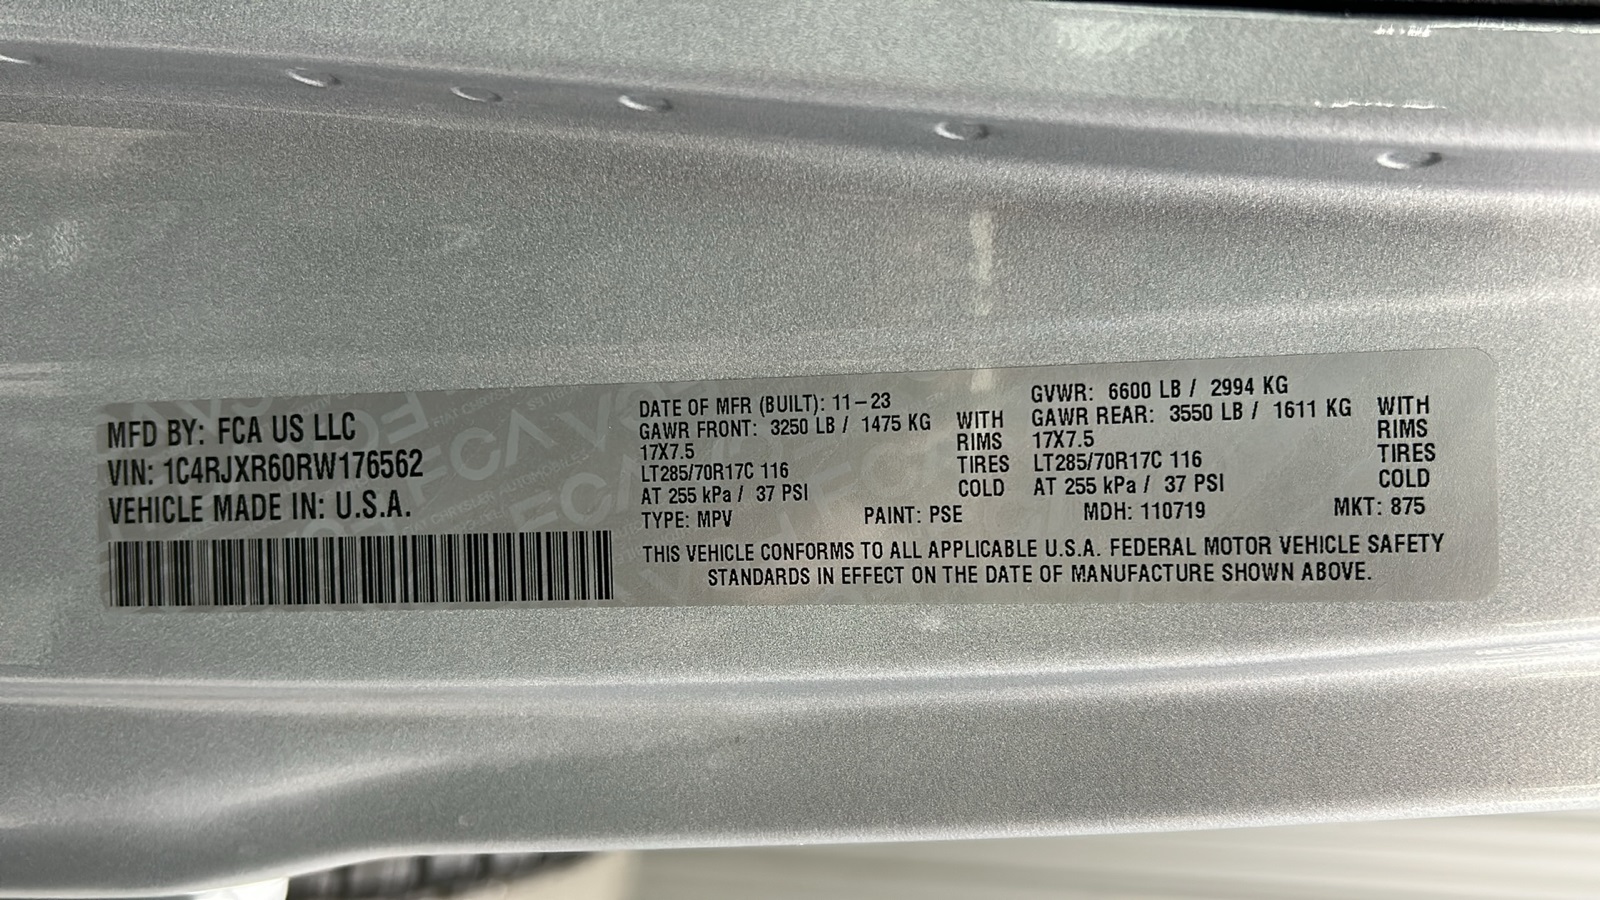 MFD BY: FCA US LLC
VIN: 1C4RJXR60RW176562
VEHICLE MADE IN: U.S.A.
DATE OF MFR (BUILT): 11-23
GAWR FRONT: 3250 LB / 1475 KG WITH
17X7.5 RIMS
LT285/70R17C 116 TIRES
AT 255 kPa / 37 PSI COLD
GVWR: 6600 LB / 2994 KG
GAWR REAR: 3550 LB / 1611 KG WITH
17X7.5 RIMS
LT285/70R17C 116 TIRES
AT 255 kPa / 37 PSI COLD
TYPE: MPV PAINT: PSE MDH: 110719 MKT: 875
THIS VEHICLE CONFORMS TO ALL APPLICABLE U.S.A. FEDERAL MOTOR VEHICLE SAFETY
STANDARDS IN EFFECT ON THE DATE OF MANUFACTURE SHOWN ABOVE.